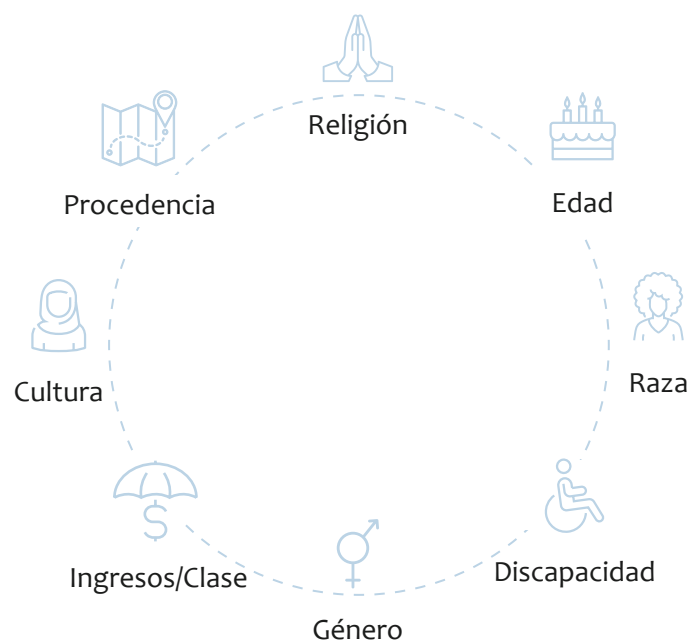 Religión
Procedencia
Edad
Cultura
Raza
Ingresos/Clase
Discapacidad
Género